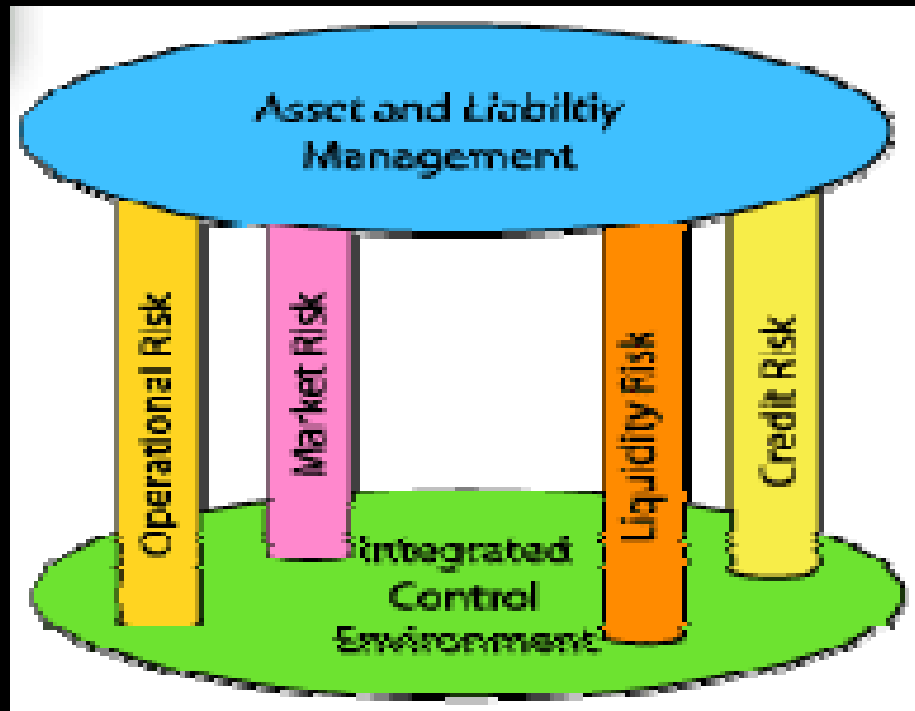 Asset and Liabiltiy
Management
Operational Risk
Market Risk
Liquidity Risk
Credit Risk
Integrated
Control
Environment